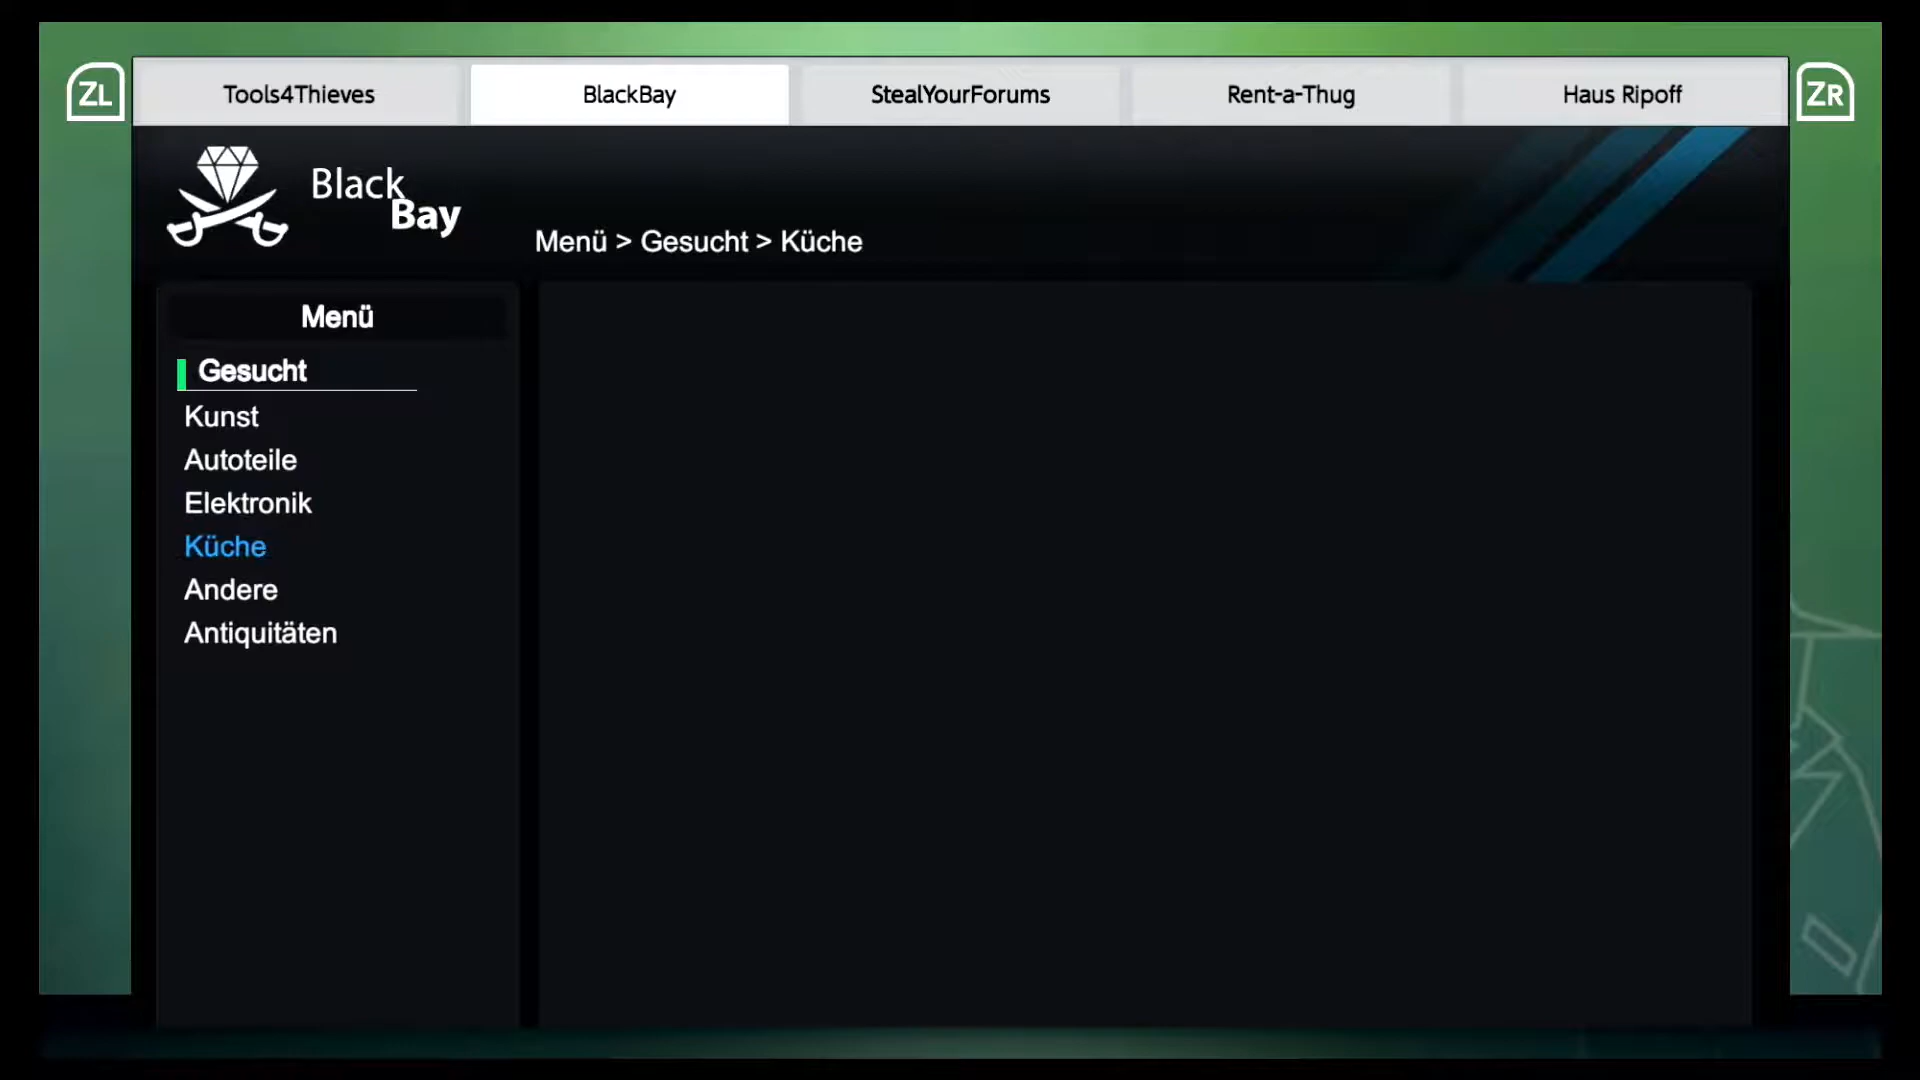 ZL
Tools4Thieves
BlackBay
StealYourForums
Rent-a-Thug
Haus Ripoff
ZR
Black
Bay
Menü > Gesucht > Küche
Menü
Gesucht
Kunst
Autoteile
Elektronik
Küche
Andere
Antiquitäten